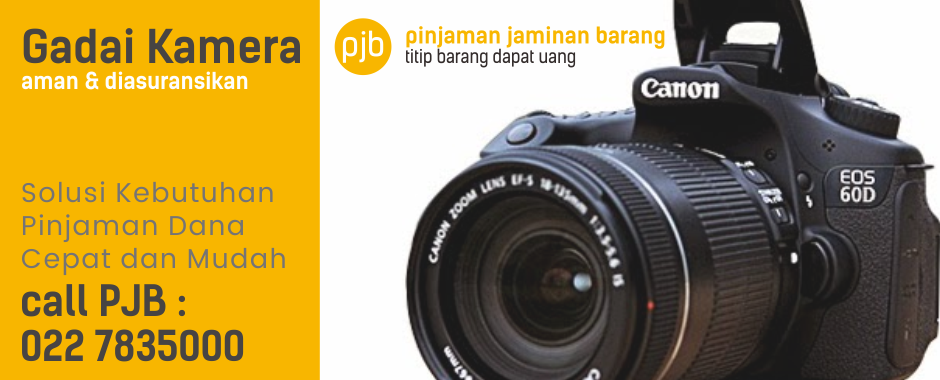 Gadai Kamera
aman & diasuransikan
Solusi Kebutuhan
Pinjaman Dana
Cepat dan Mudah
call PJB :
022 7835000
pjb
pinjaman jaminan barang
titip barang dapat uang
Canon
EOS
60D
CANON ZOOM LENS EF-S 18-135mm 1:3.5-5.6 IS
67mm